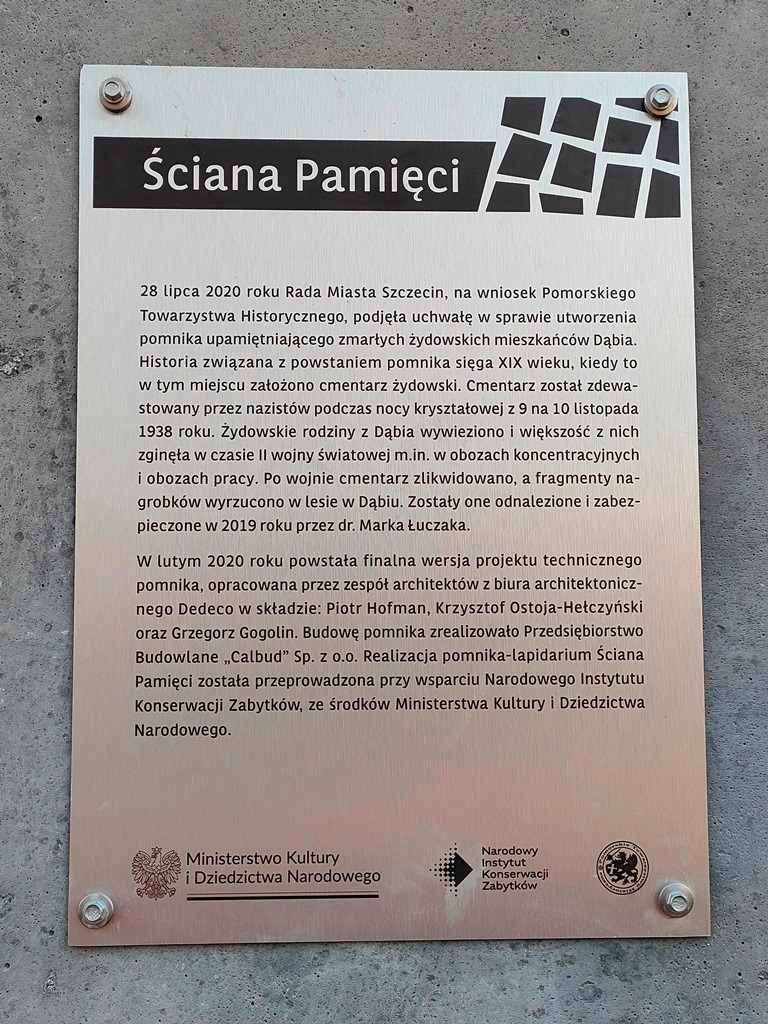 Ściana Pamięci
28 lipca 2020 roku Rada Miasta Szczecin, na wniosek Pomorskiego
Towarzystwa Historycznego, podjęła uchwałę w sprawie utworzenia
pomnika upamiętniającego zmarłych żydowskich mieszkańców Dąbia.
Historia związana z powstaniem pomnika sięga XIX wieku, kiedy to
w tym miejscu założono cmentarz żydowski. Cmentarz został zdewa-
stowany przez nazistów podczas nocy kryształowej z 9 na 10 listopada
1938 roku. Żydowskie rodziny z Dąbia wywieziono i większość z nich
zginęła w czasie II wojny światowej m.in. w obozach koncentracyjnych
i obozach pracy. Po wojnie cmentarz zlikwidowano, a fragmenty na-
grobków wyrzucono w lesie w Dąbiu. Zostały one odnalezione i zabez-
pieczone w 2019 roku przez dr. Marka Łuczaka.
W lutym 2020 roku powstała finalna wersja projektu technicznego
pomnika, opracowana przez zespół architektów z biura architektonicz-
nego Dedeco w składzie: Piotr Hofman, Krzysztof Ostoja-Hełczyński
oraz Grzegorz Gogolin. Budowę pomnika zrealizowało Przedsiębiorstwo
Budowlane „Calbud” Sp. z o.o. Realizacja pomnika-lapidarium Ściana
Pamięci została przeprowadzona przy wsparciu Narodowego Instytutu
Konserwacji Zabytków, ze środków Ministerstwa Kultury i Dziedzictwa
Narodowego.
Ministerstwo Kultury
i Dziedzictwa Narodowego
Narodowy
Instytut
Konserwacji
Zabytków